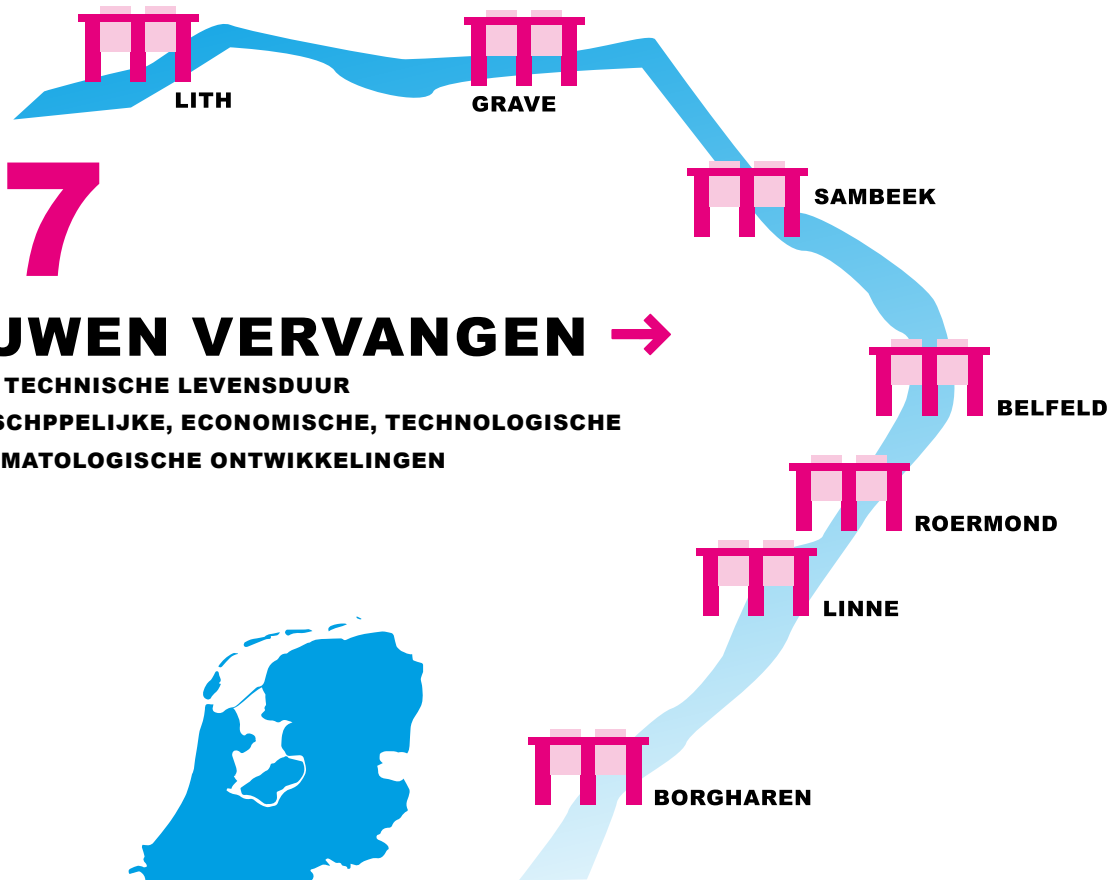 LITH
GRAVE
7
SAMBEEK
UWEN VERVANGEN →
TECHNISCHE LEVENSDUUR
BELFELD
SCHPPELIJKE, ECONOMISCHE, TECHNOLOGISCHE
MATOLOGISCHE ONTWIKKELINGEN
ROERMOND
LINNE
BORGHAREN